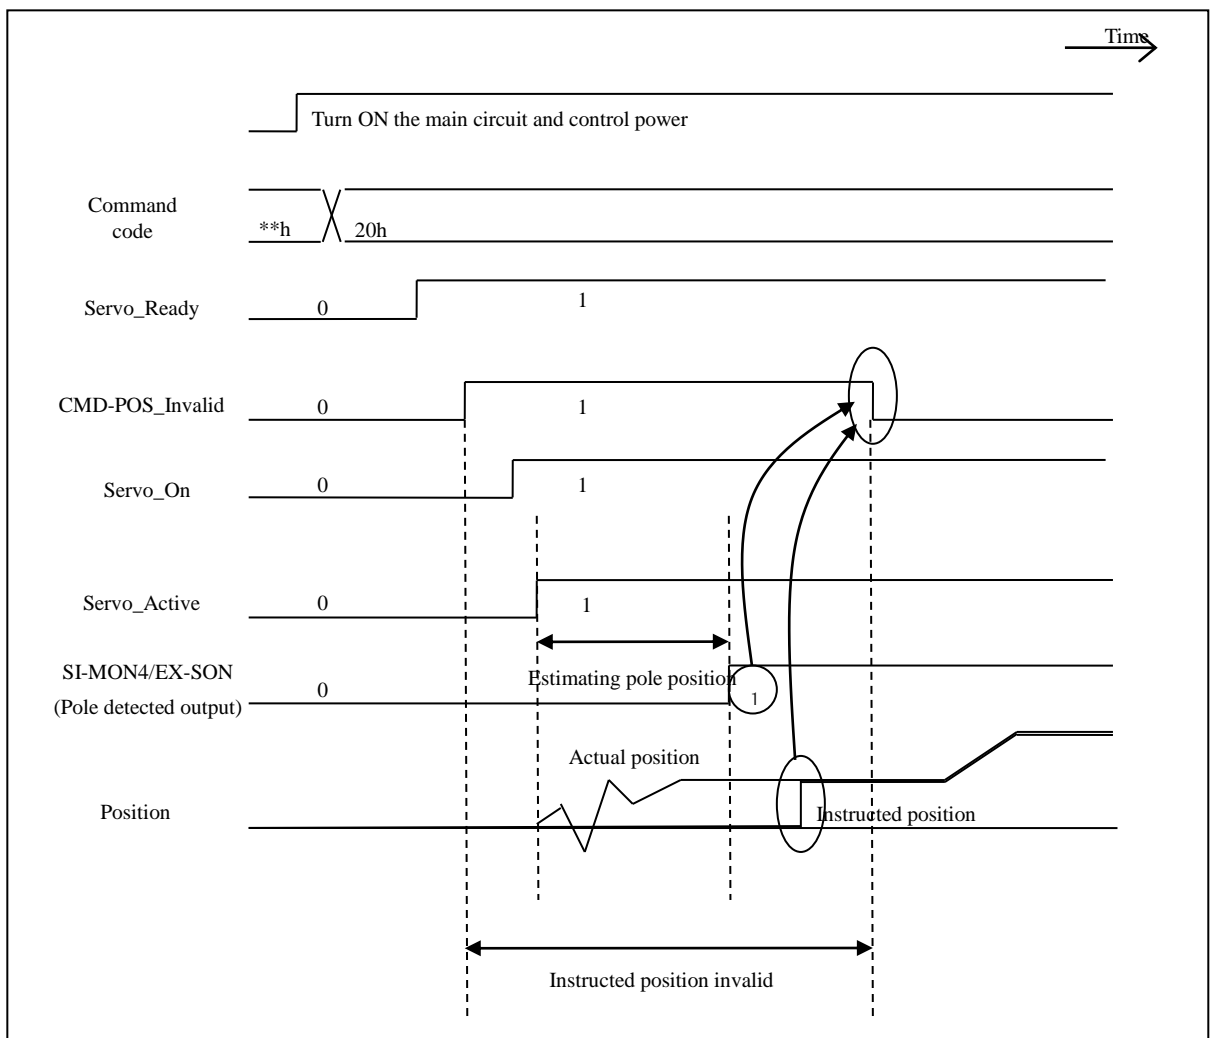 Time
Turn ON the main circuit and control power
Command
code
**h
20h
Servo_Ready
0
1
CMD-POS_Invalid
0
1
Servo_On
0
1
Servo_Active
0
1
SI-MON4/EX-SON
(Pole detected output)
0
Estimating pole position
1
Actual position
Position
Instructed position
Instructed position invalid